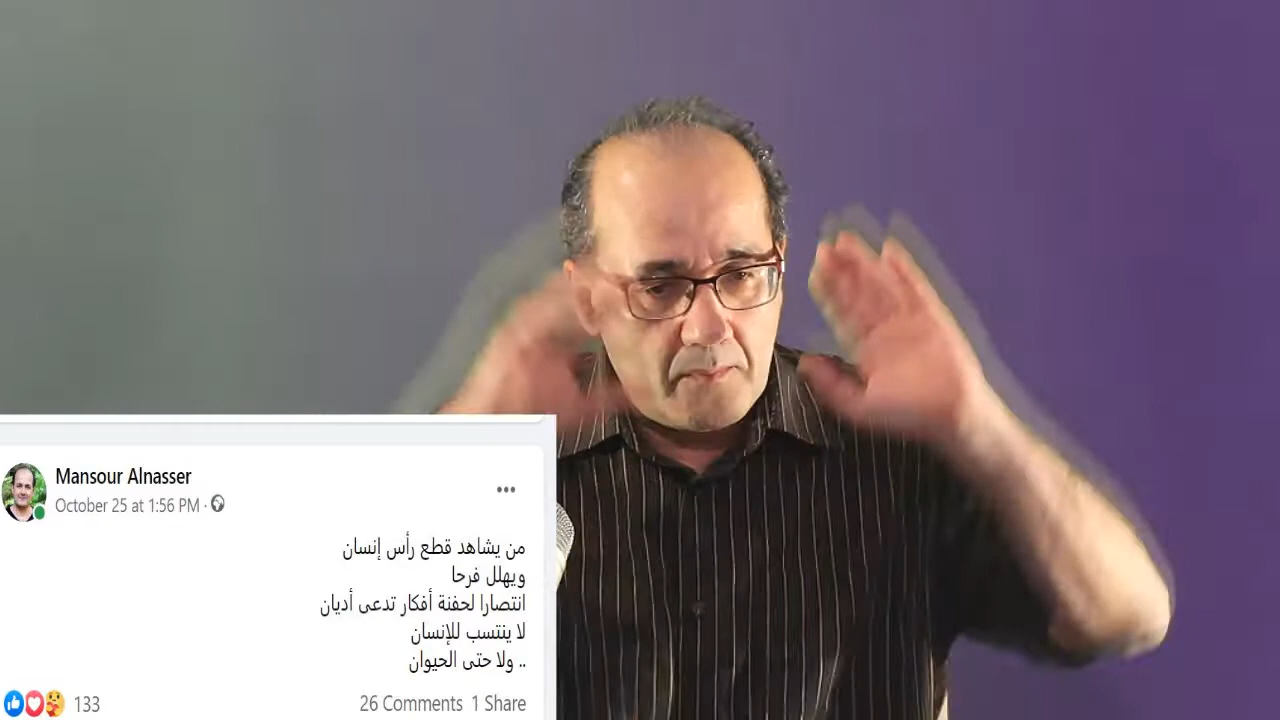 Mansour Alnasser
October 25 at 1:56 PM ·
من يشاهد قطع رأس إنسان
ويهلل فرحا
انتصارا لحفنة أفكار تدعى أديان
لا ينتسب للإنسان
.. ولا حتى الحيوان
133 26 Comments 1 Share